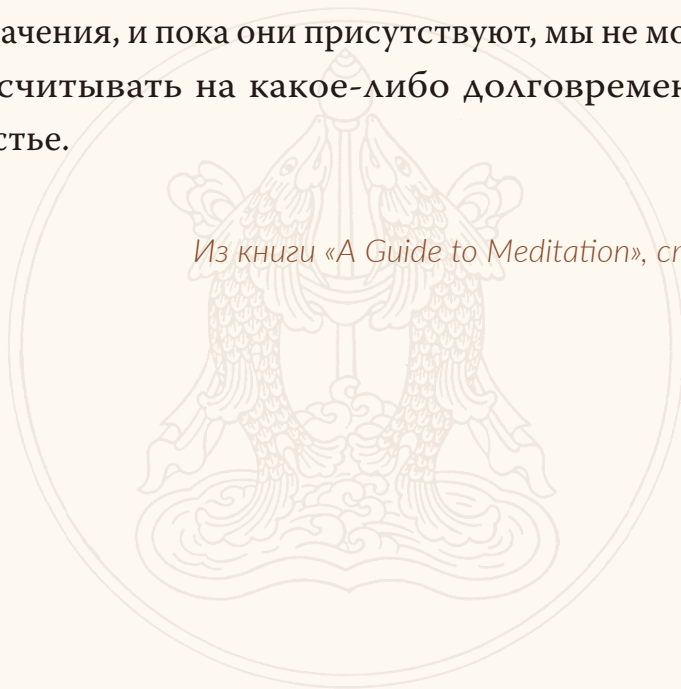 ачения, и пока они присутствуют, мы не мо
считывать на какое-либо долговремен
стье.
Из книги «A Guide to Meditation», ст